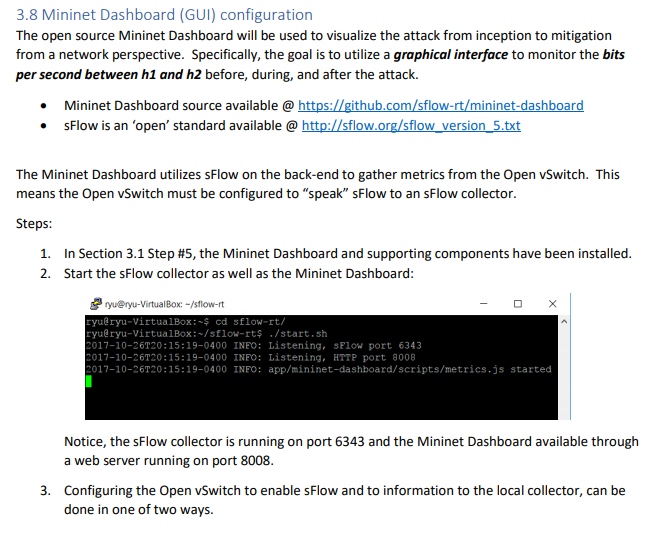 3.8 Mininet Dashboard (GUI) configuration
The open source Mininet Dashboard will be used to visualize the attack from inception to mitigation
from a network perspective. Specifically, the goal is to utilize a graphical interface to monitor the bits
per second between h1 and h2 before, during, and after the attack.
• Mininet Dashboard source available @ https://github.com/sflow-rt/mininet-dashboard
• sFlow is an ‘open’ standard available @ http://sflow.org/sflow_version_5.txt
The Mininet Dashboard utilizes sFlow on the back-end to gather metrics from the Open vSwitch. This
means the Open vSwitch must be configured to “speak” sFlow to an sFlow collector.
Steps:
1. In Section 3.1 Step #5, the Mininet Dashboard and supporting components have been installed.
2. Start the sFlow collector as well as the Mininet Dashboard:
ryu@ryu-VirtualBox: ~/sflow-rt
ryu@ryu-VirtualBox:~$ cd sflow-rt/
ryu@ryu-VirtualBox:~/sflow-rt$ ./start.sh
2017-10-26T20:15:19-0400 INFO: Listening, sFlow port 6343
2017-10-26T20:15:19-0400 INFO: Listening, HTTP port 8008
2017-10-26T20:15:19-0400 INFO: app/mininet-dashboard/scripts/metrics.js started
Notice, the sFlow collector is running on port 6343 and the Mininet Dashboard available through
a web server running on port 8008.
3. Configuring the Open vSwitch to enable sFlow and to information to the local collector, can be
done in one of two ways.